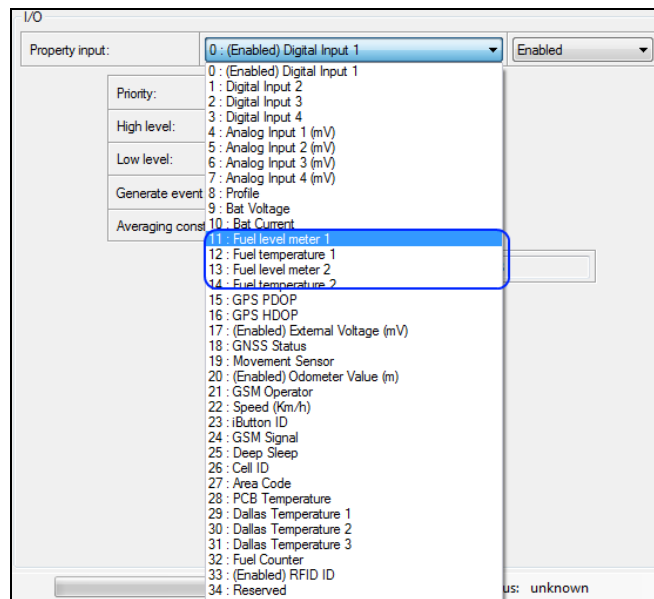 I/O
Property input:
0 : (Enabled) Digital Input 1
Enabled
0 : (Enabled) Digital Input 1
1 : Digital Input 2
Priority:
2 : Digital Input 3
3 : Digital Input 4
High level:
4 : Analog Input 1 (mV)
5 : Analog Input 2 (mV)
Low level:
6 : Analog Input 3 (mV)
7 : Analog Input 4 (mV)
Generate event
8 : Profile
9 : Bat Voltage
Averaging const
10 : Bat Current
11 : Fuel level meter 1
12 : Fuel temperature 1
13 : Fuel level meter 2
14 : Fuel temperature 2
15 : GPS PDOP
16 : GPS HDOP
17 : (Enabled) External Voltage (mV)
18 : GNSS Status
19 : Movement Sensor
20 : (Enabled) Odometer Value (m)
21 : GSM Operator
22 : Speed (Km/h)
23 : iButton ID
24 : GSM Signal
25 : Deep Sleep
26 : Cell ID
27 : Area Code
28 : PCB Temperature
29 : Dallas Temperature 1
30 : Dallas Temperature 2
31 : Dallas Temperature 3
32 : Fuel Counter
33 : (Enabled) RFID ID
34 : Reserved
us: unknown